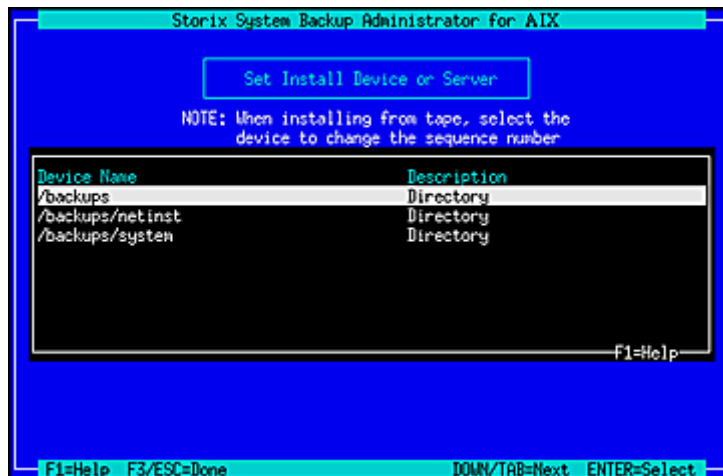 Storix System Backup Administrator for AIX
Set Install Device or Server
NOTE: When installing from tape, select the
device to change the sequence number
Device Name Description
/backups Directory
/backups/netinst Directory
/backups/system Directory
F1=Help
F1=Help F3/ESC=Done DOWN/TAB=Next ENTER=Select